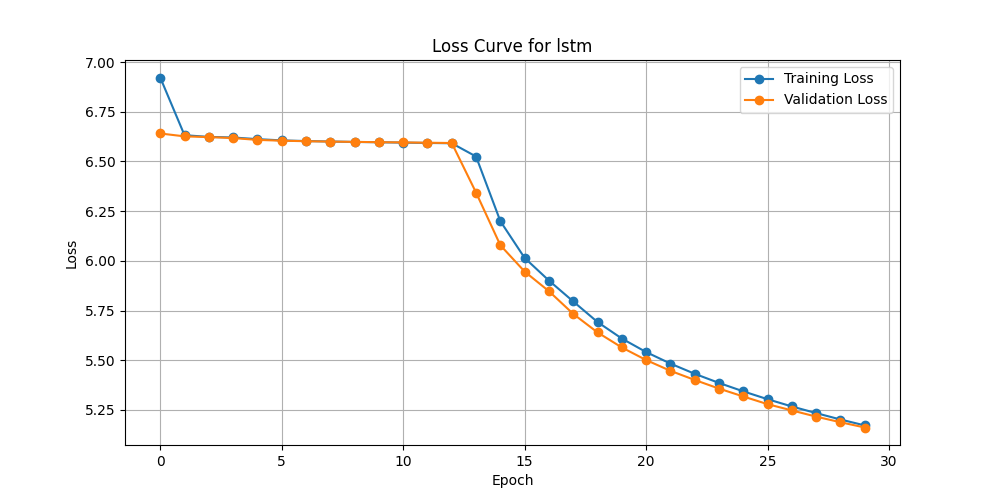 Loss Curve for lstm
Training Loss
Validation Loss
Loss
7.00
6.75
6.50
6.25
6.00
5.75
5.50
5.25
0 5 10 15 20 25 30
Epoch